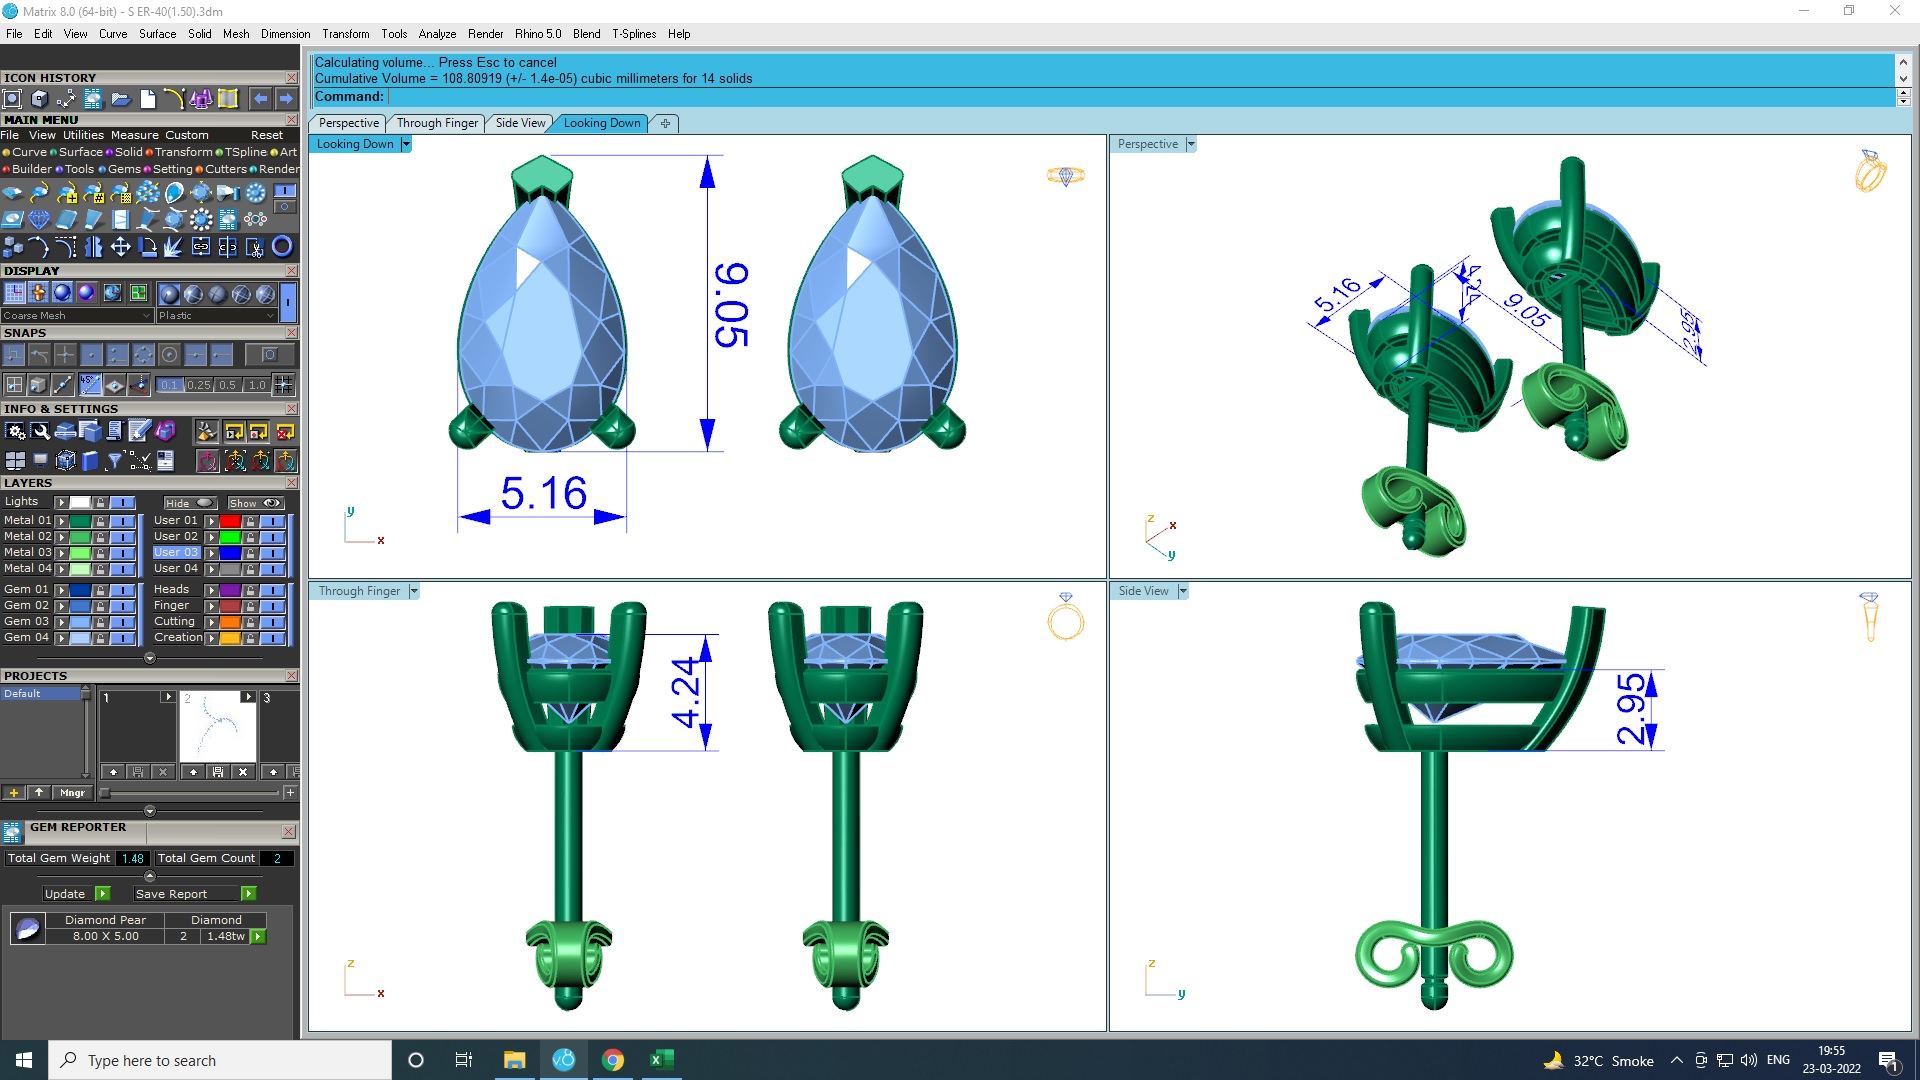 Matrix 8.0 (64-bit) - S ER-40(1.50).3dm
File Edit View Curve Surface Solid Mesh Dimension Transform Tools Analyze Render Rhino 5.0 Blend T-Splines Help
ICON HISTORY
MAIN MENU
File View Utilities Measure Custom Reset
Curve Surface Solid Transform TSpline Art
Builder Tools Gems Setting Cutters Render
DISPLAY
Coarse Mesh Plastic
SNAPS
45°
0.1 0.25 0.5 1.0
INFO & SETTINGS
LAYERS
Lights Hide Show
Metal 01 User 01
Metal 02 User 02
Metal 03 User 03
Metal 04 User 04
Gem 01 Heads
Gem 02 Finger
Gem 03 Cutting
Gem 04 Creation
PROJECTS
Default
1 2 3
Mngr
GEM REPORTER
Total Gem Weight 1.48 Total Gem Count 2
Update Save Report
Diamond Pear Diamond
8.00 X 5.00 2 1.48tw
Calculating volume... Press Esc to cancel
Cumulative Volume = 108.80919 (+/- 1.4e-05) cubic millimeters for 14 solids
Command:
Perspective Through Finger Side View Looking Down
Looking Down
9.05
5.16
y
x
Perspective
5.16
4.24
9.05
2.95
z
x
y
Through Finger
4.24
z
x
Side View
2.95
z
y
Type here to search
32°C Smoke
ENG
19:55
23-03-2022
1